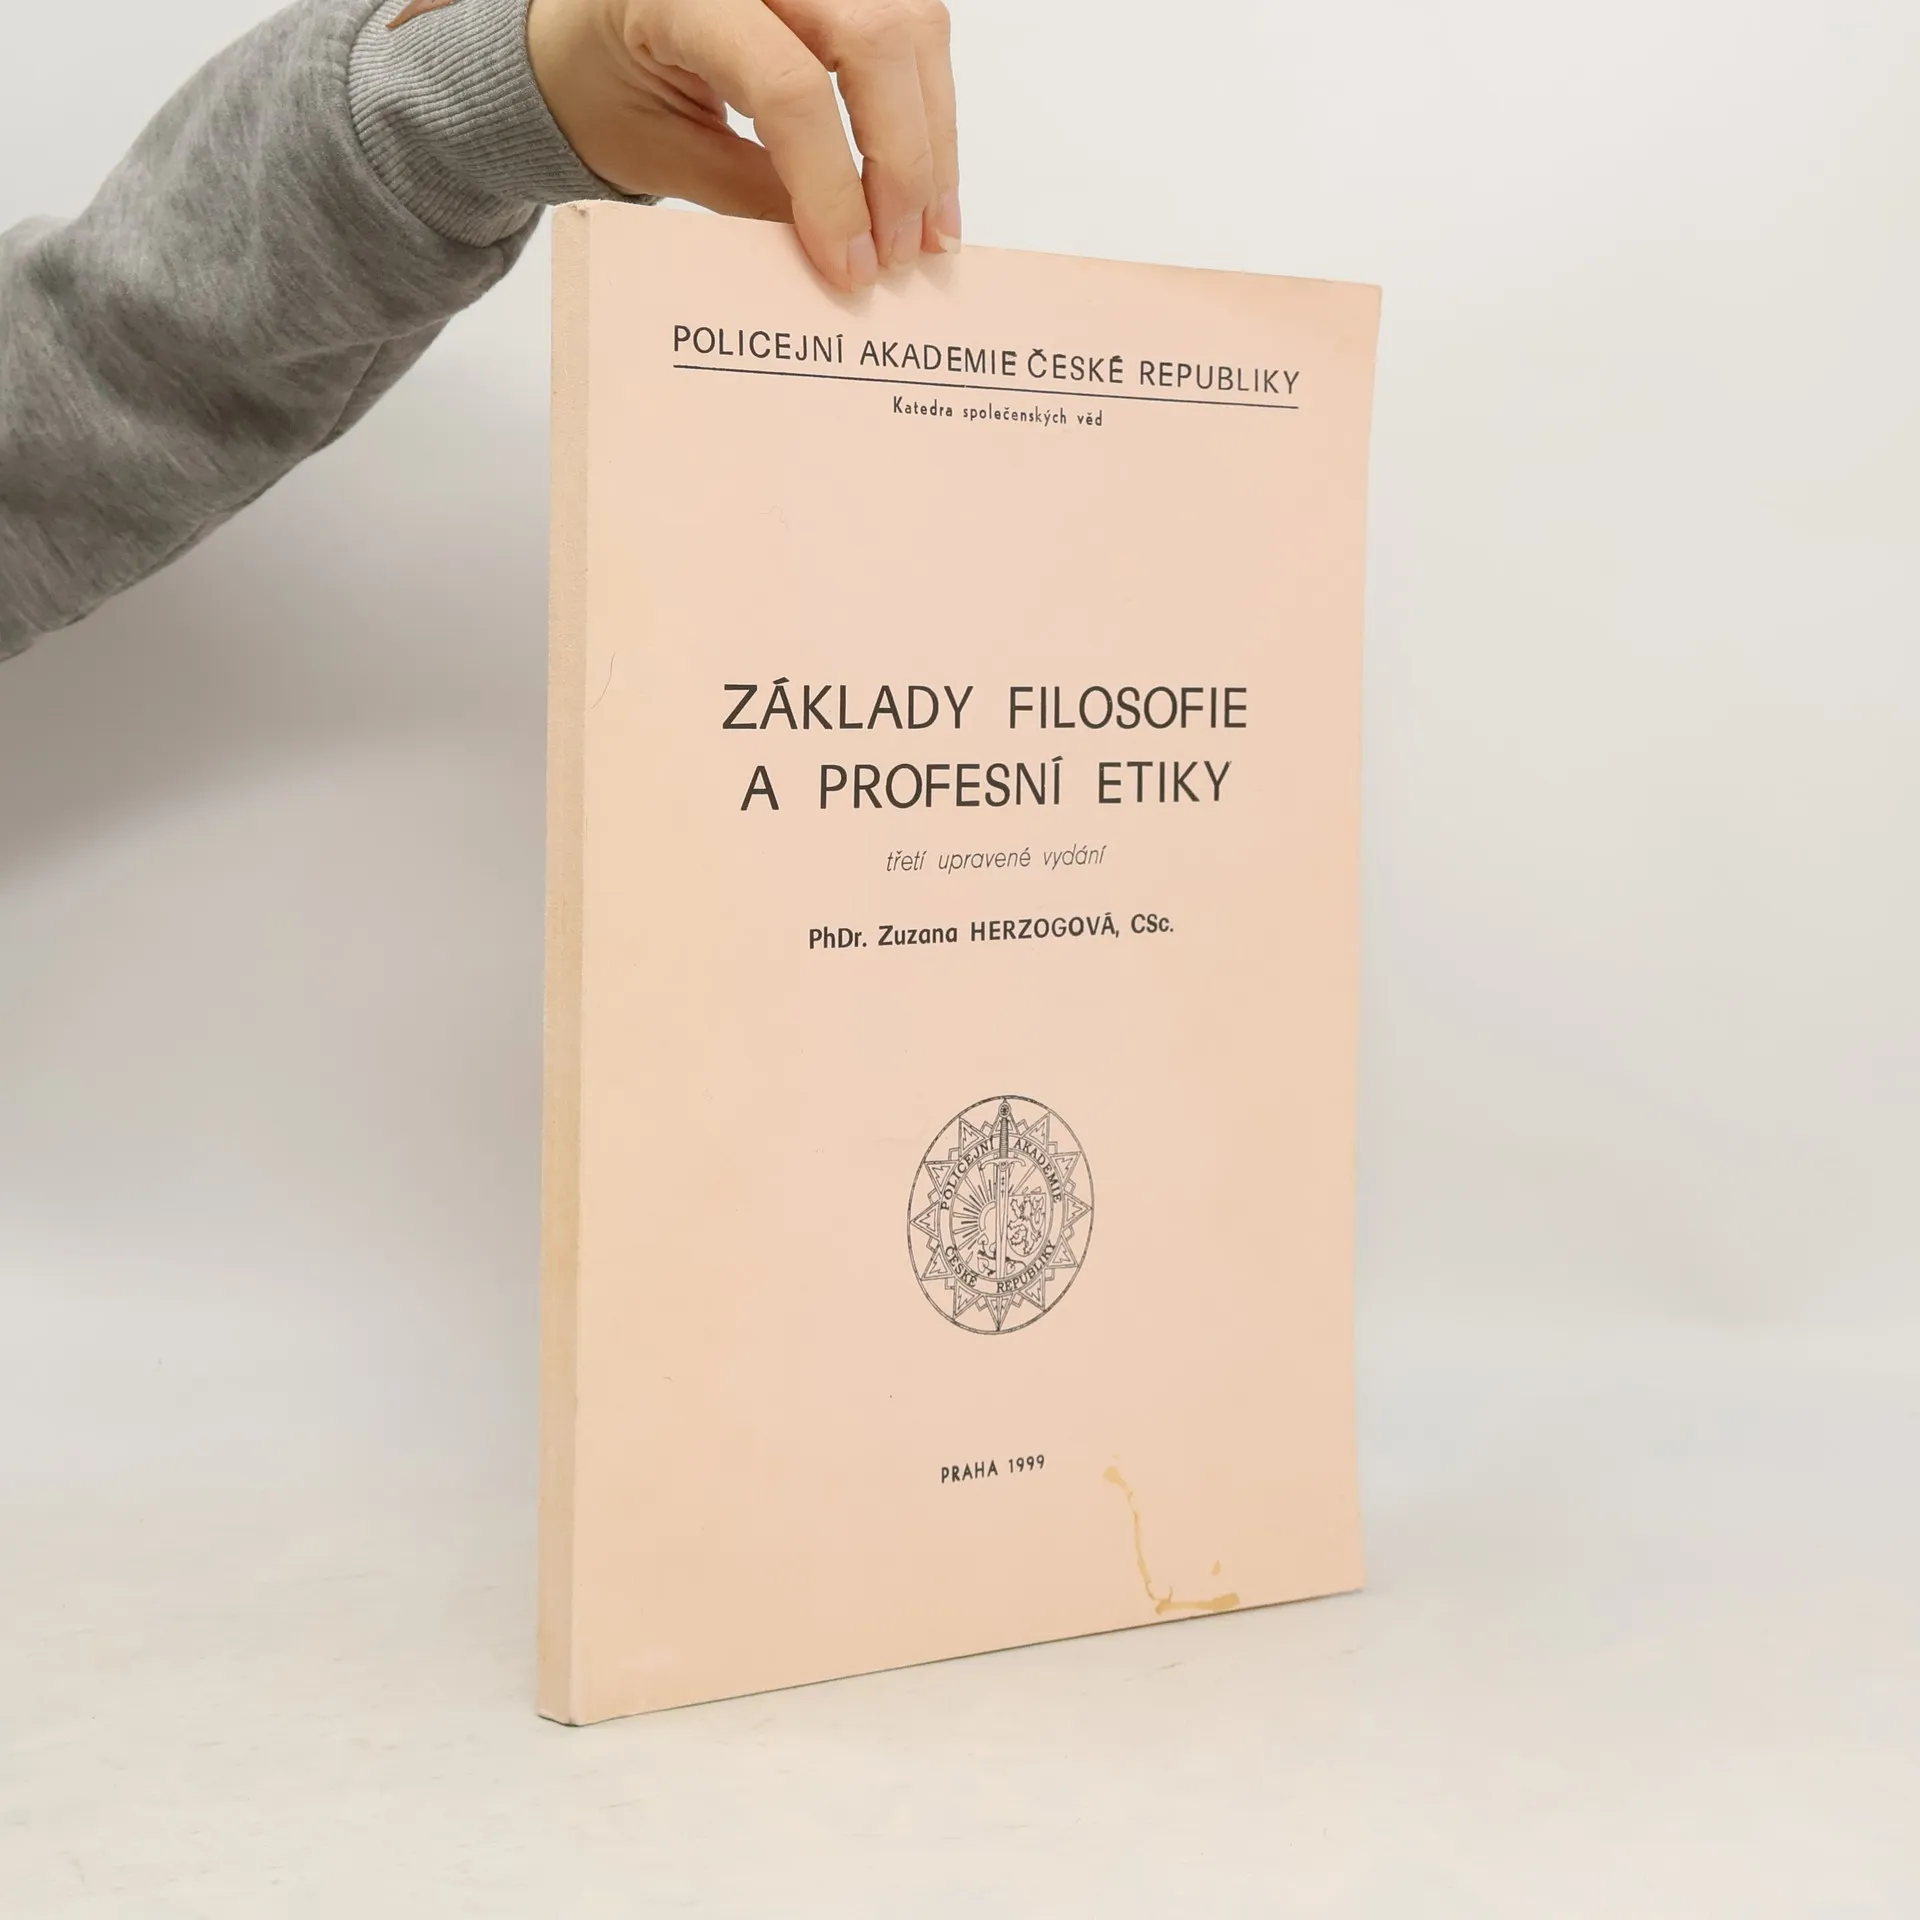 POLICEJNÍ AKADEMIE ČESKÉ REPUBLIKY
Katedra společenských věd
ZÁKLADY FILOSOFIE
A PROFESNÍ ETIKY
třetí upravené vydání
PhDr. Zuzana HERZOGOVÁ, CSc.
POLICEJNÍ AKADEMIE
ČESKÉ REPUBLIKY
PRAHA 1999